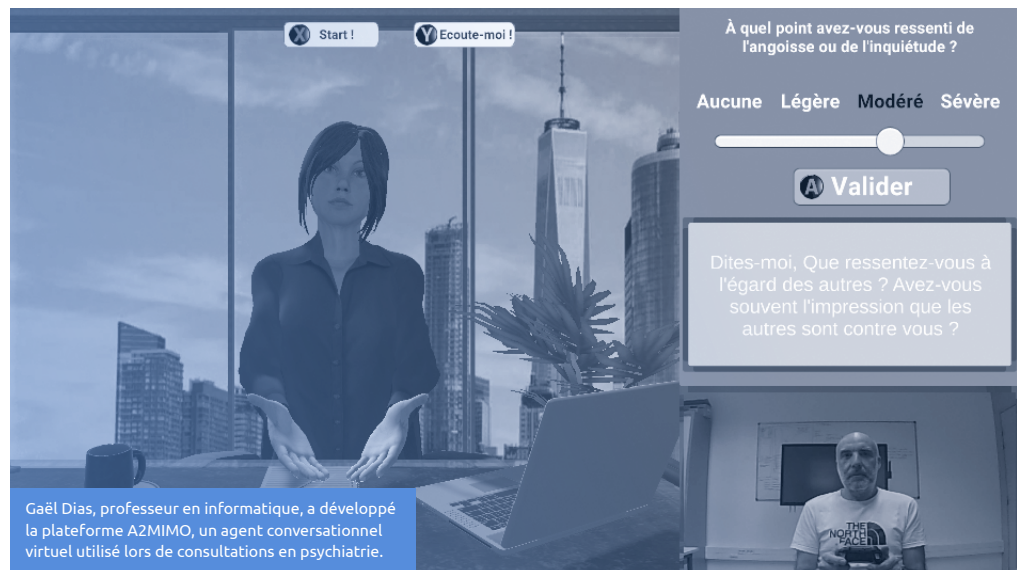 X Start !
Y Ecoute-moi !
À quel point avez-vous ressenti de
l'angoisse ou de l'inquiétude ?
Aucune Légère Modéré Sévère
A Valider
Dites-moi, Que ressentez-vous à
l'égard des autres ? Avez-vous
souvent l'impression que les
autres sont contre vous ?
THE
NORTH
FACE
Gaël Dias, professeur en informatique, a développé
la plateforme A2MIMO, un agent conversationnel
virtuel utilisé lors de consultations en psychiatrie.